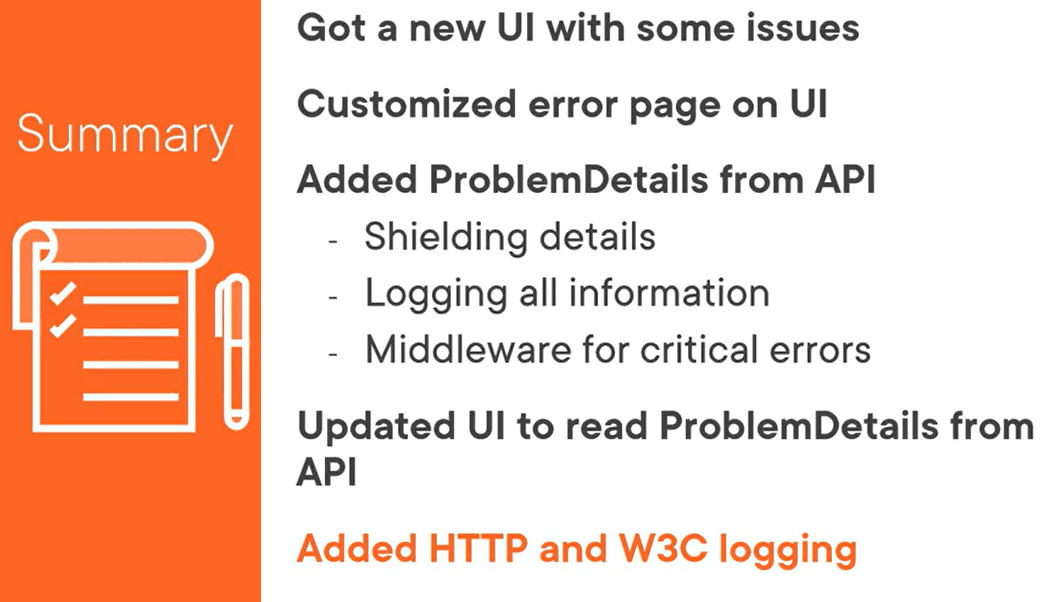 Summary
Got a new UI with some issues
Customized error page on UI
Added ProblemDetails from API
- Shielding details
- Logging all information
- Middleware for critical errors
Updated UI to read ProblemDetails from
API
Added HTTP and W3C logging